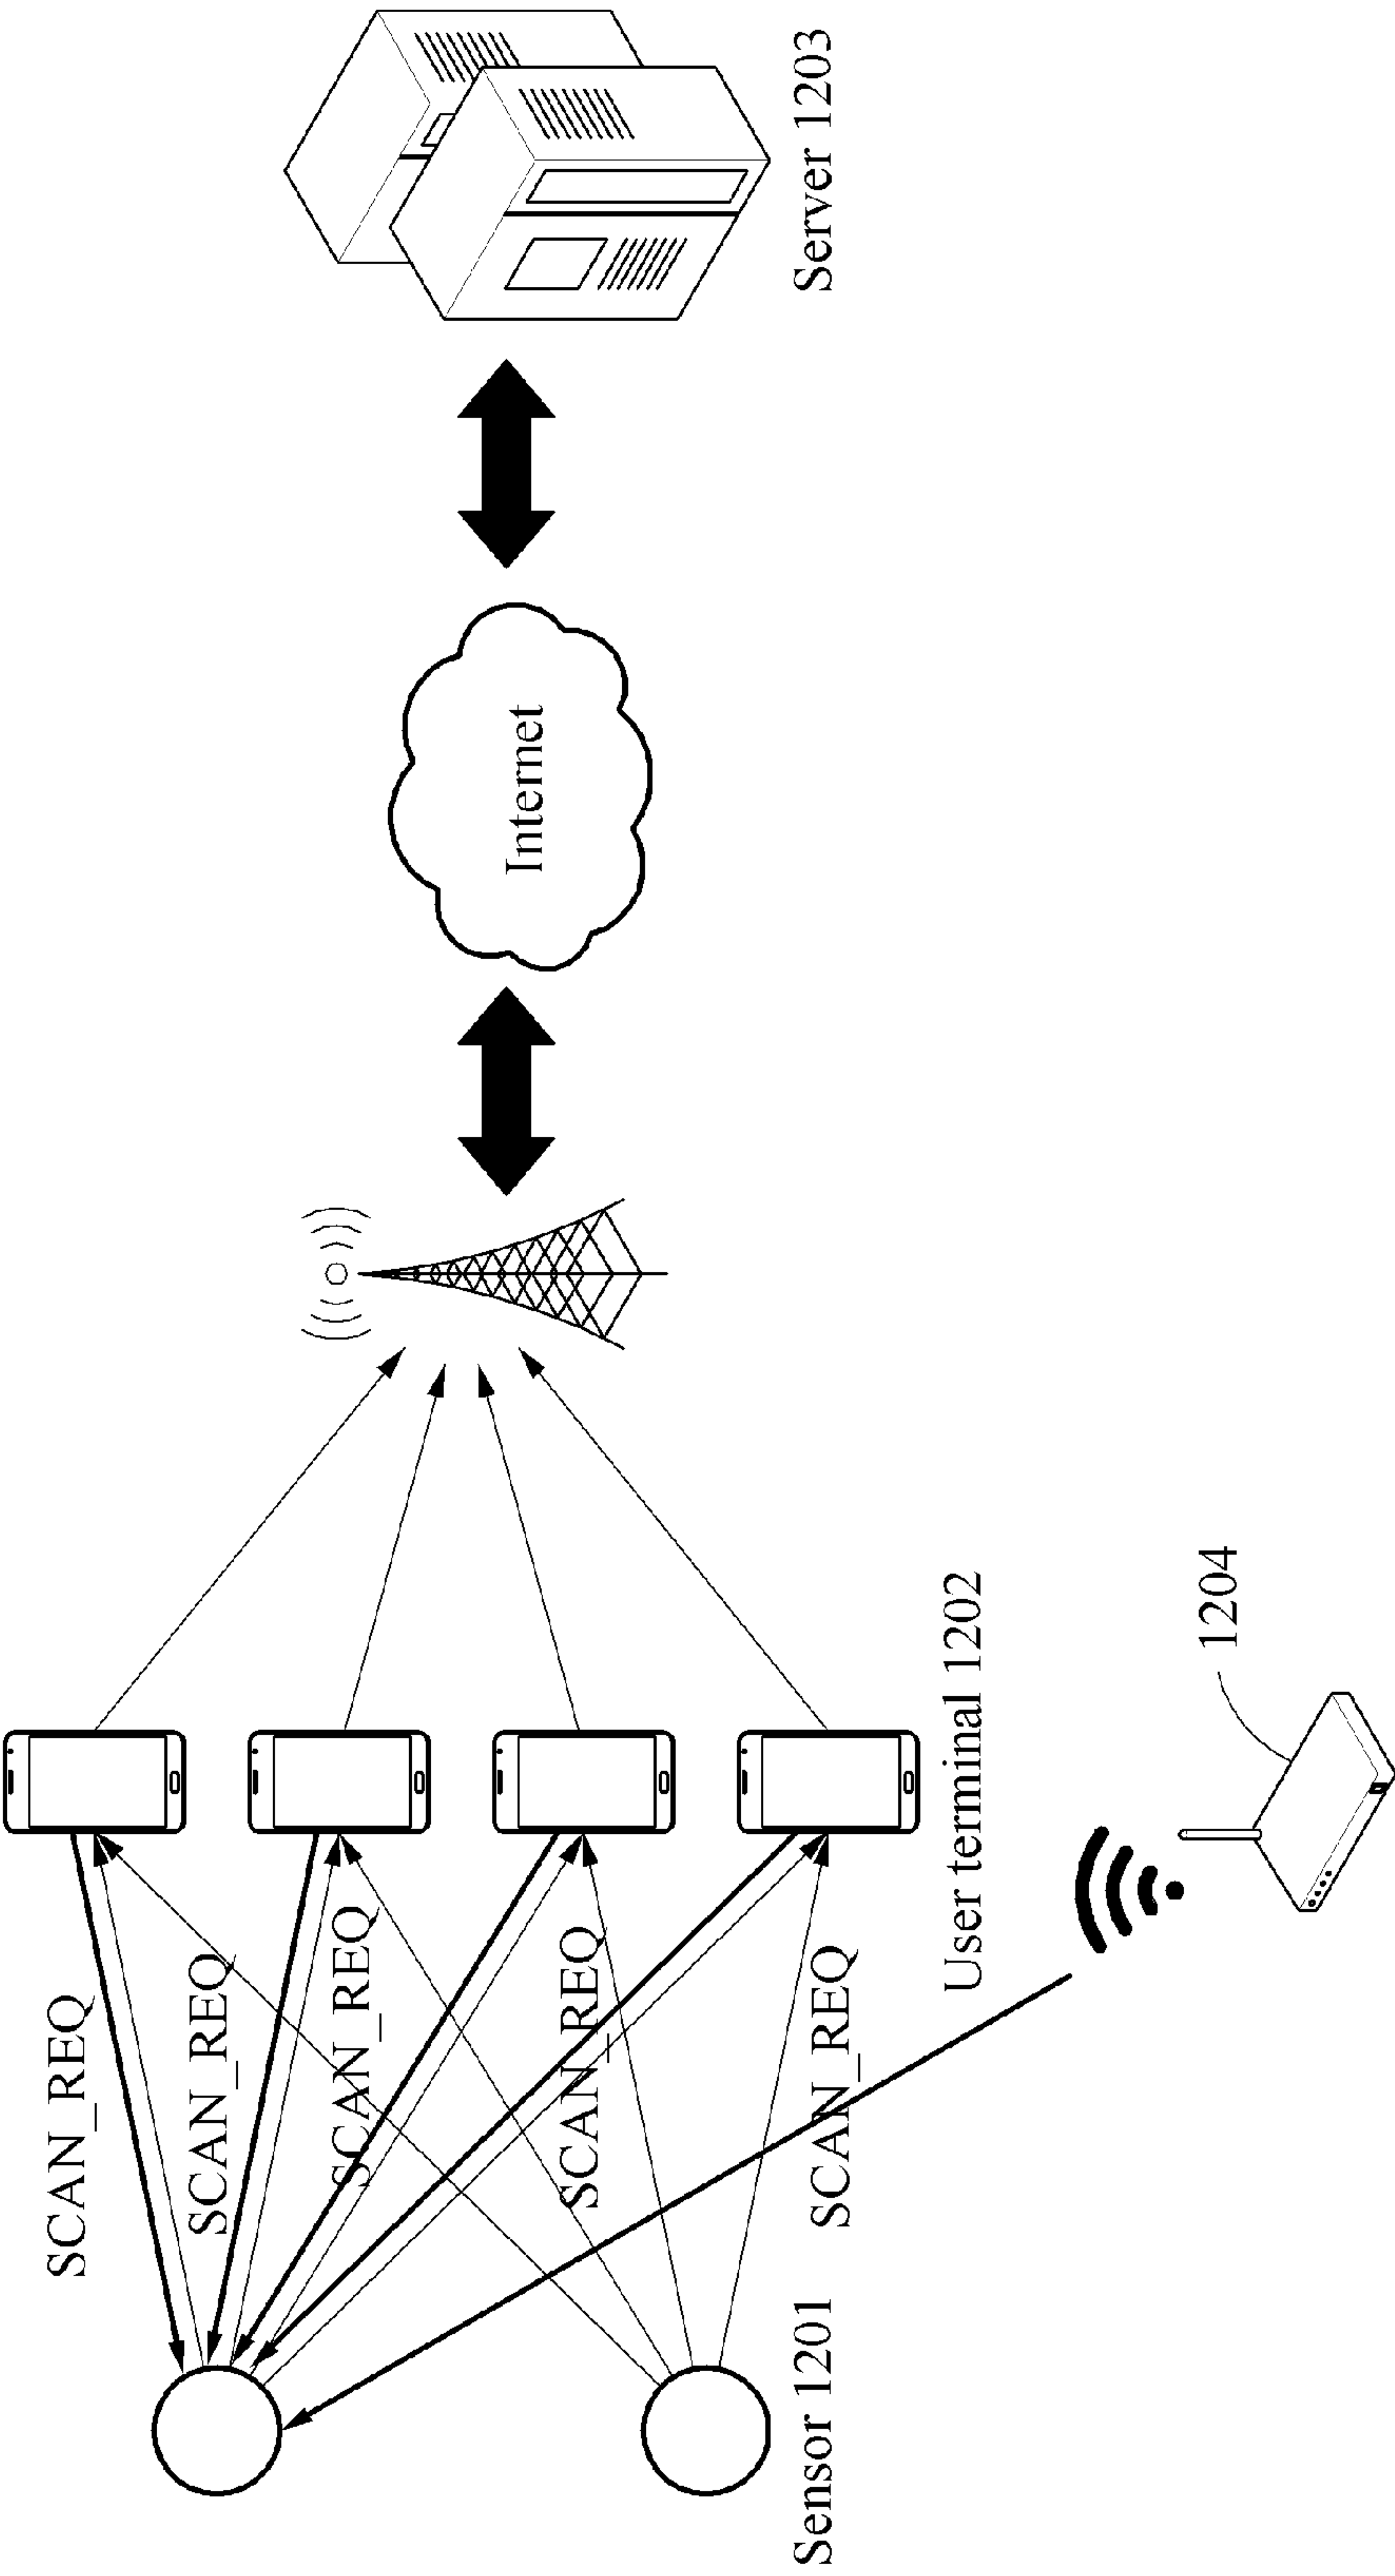 SCAN_REQ
SCAN_REQ
SCAN_REQ
SCAN_REQ
SCAN_REQ
Internet
Sensor 1201
User terminal 1202
Server 1203
1204